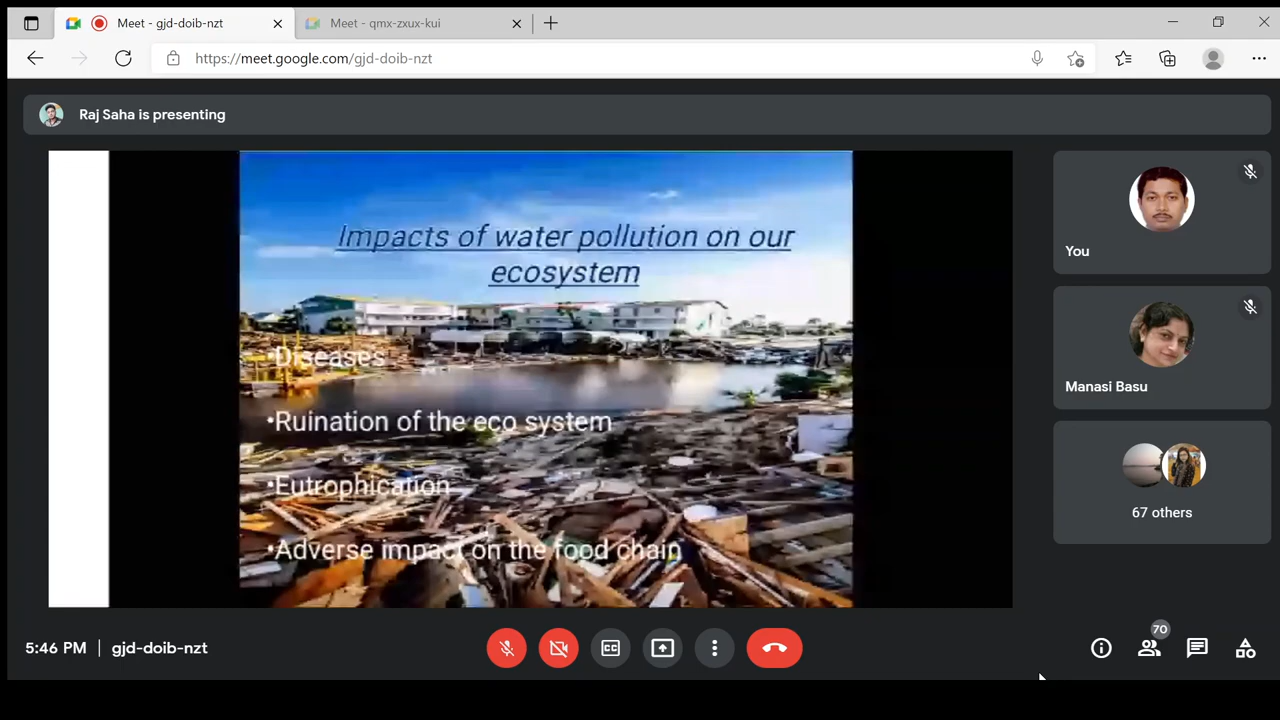 Meet - gjd-doib-nzt
Meet - qmx-zxux-kui
https://meet.google.com/gjd-doib-nzt
Raj Saha is presenting
Impacts of water pollution on our
ecosystem
•Diseases
•Ruination of the eco system
•Eutrophication
•Adverse impact on the food chain
You
Manasi Basu
67 others
5:46 PM | gjd-doib-nzt
CC
70